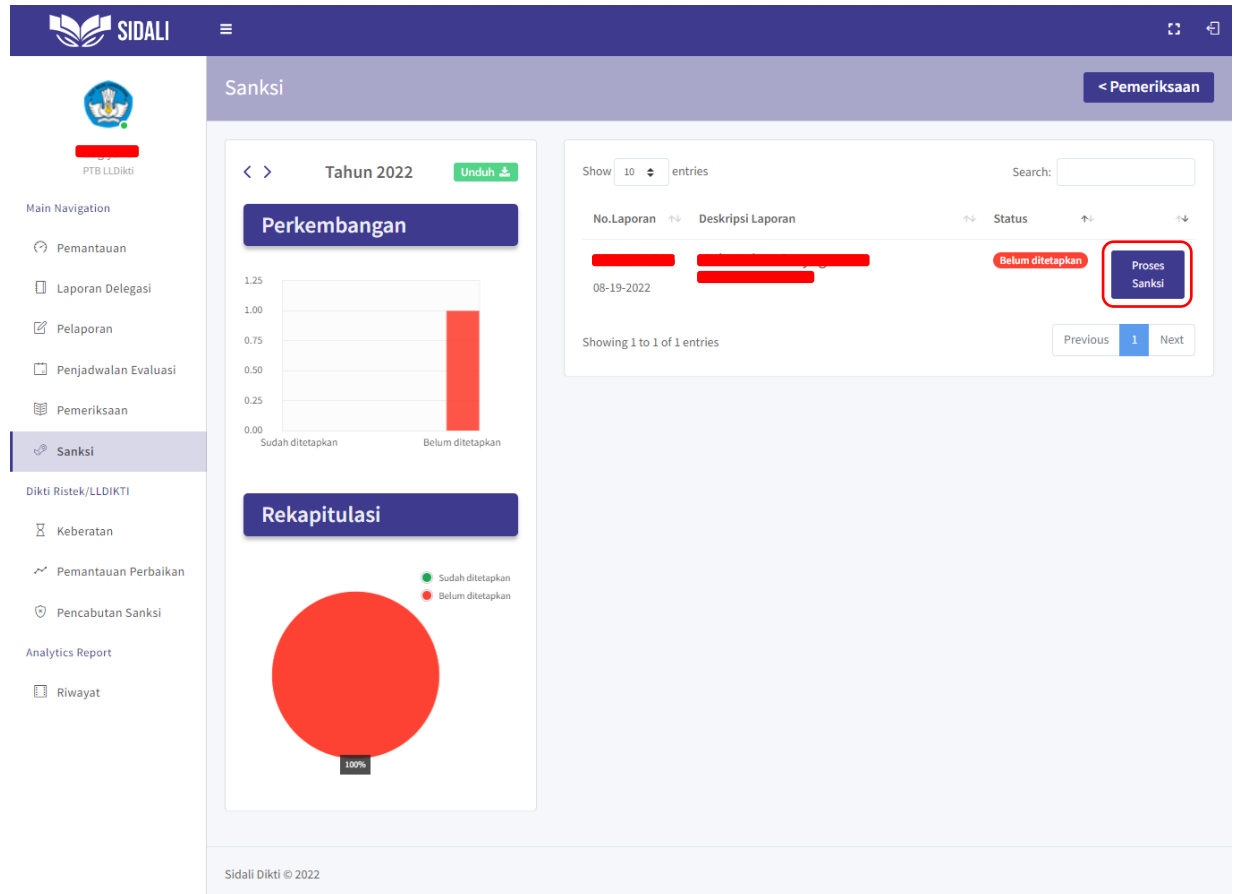 SIDALI
Sanksi
< Pemeriksaan
PTB LLDikti
Main Navigation
Pemantauan
Laporan Delegasi
Pelaporan
Penjadwalan Evaluasi
Pemeriksaan
Sanksi
Dikti Ristek/LLDIKTI
Keberatan
Pemantauan Perbaikan
Pencabutan Sanksi
Analytics Report
Riwayat
Tahun 2022
Unduh
Perkembangan
1.25
1.00
0.75
0.50
0.25
0.00
Sudah ditetapkan
Belum ditetapkan
Rekapitulasi
Sudah ditetapkan
Belum ditetapkan
100%
Show 10 entries
Search:
No.Laporan
Deskripsi Laporan
Status
08-19-2022
Belum ditetapkan
Proses
Sanksi
Showing 1 to 1 of 1 entries
Previous 1 Next
Sidali Dikti © 2022